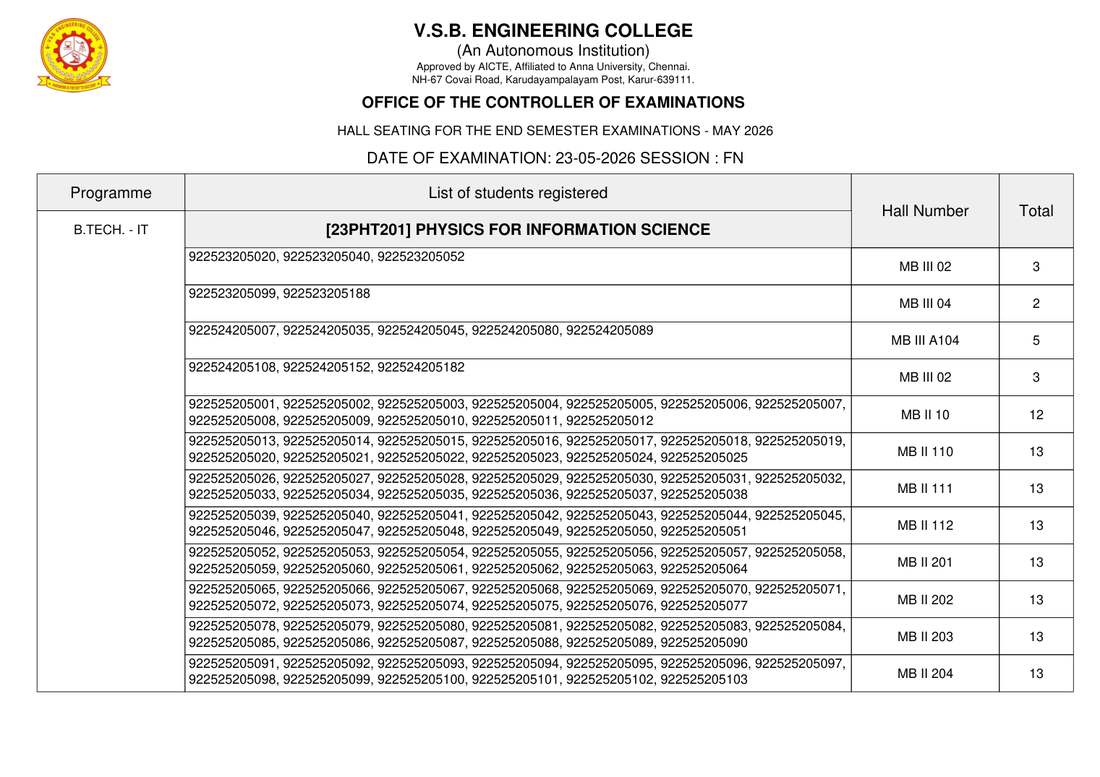 V.S.B. ENGINEERING COLLEGE
(An Autonomous Institution)
Approved by AICTE, Affiliated to Anna University, Chennai.
NH-67 Covai Road, Karudayampalayam Post, Karur-639111.
OFFICE OF THE CONTROLLER OF EXAMINATIONS
HALL SEATING FOR THE END SEMESTER EXAMINATIONS - MAY 2026
DATE OF EXAMINATION: 23-05-2026 SESSION : FN
Programme List of students registered Hall Number Total
B.TECH. - IT [23PHT201] PHYSICS FOR INFORMATION SCIENCE
922523205020, 922523205040, 922523205052 MB III 02 3
922523205099, 922523205188 MB III 04 2
922524205007, 922524205035, 922524205045, 922524205080, 922524205089 MB III A104 5
922524205108, 922524205152, 922524205182 MB III 02 3
922525205001, 922525205002, 922525205003, 922525205004, 922525205005, 922525205006, 922525205007,
922525205008, 922525205009, 922525205010, 922525205011, 922525205012 MB II 10 12
922525205013, 922525205014, 922525205015, 922525205016, 922525205017, 922525205018, 922525205019,
922525205020, 922525205021, 922525205022, 922525205023, 922525205024, 922525205025 MB II 110 13
922525205026, 922525205027, 922525205028, 922525205029, 922525205030, 922525205031, 922525205032,
922525205033, 922525205034, 922525205035, 922525205036, 922525205037, 922525205038 MB II 111 13
922525205039, 922525205040, 922525205041, 922525205042, 922525205043, 922525205044, 922525205045,
922525205046, 922525205047, 922525205048, 922525205049, 922525205050, 922525205051 MB II 112 13
922525205052, 922525205053, 922525205054, 922525205055, 922525205056, 922525205057, 922525205058,
922525205059, 922525205060, 922525205061, 922525205062, 922525205063, 922525205064 MB II 201 13
922525205065, 922525205066, 922525205067, 922525205068, 922525205069, 922525205070, 922525205071,
922525205072, 922525205073, 922525205074, 922525205075, 922525205076, 922525205077 MB II 202 13
922525205078, 922525205079, 922525205080, 922525205081, 922525205082, 922525205083, 922525205084,
922525205085, 922525205086, 922525205087, 922525205088, 922525205089, 922525205090 MB II 203 13
922525205091, 922525205092, 922525205093, 922525205094, 922525205095, 922525205096, 922525205097,
922525205098, 922525205099, 922525205100, 922525205101, 922525205102, 922525205103 MB II 204 13